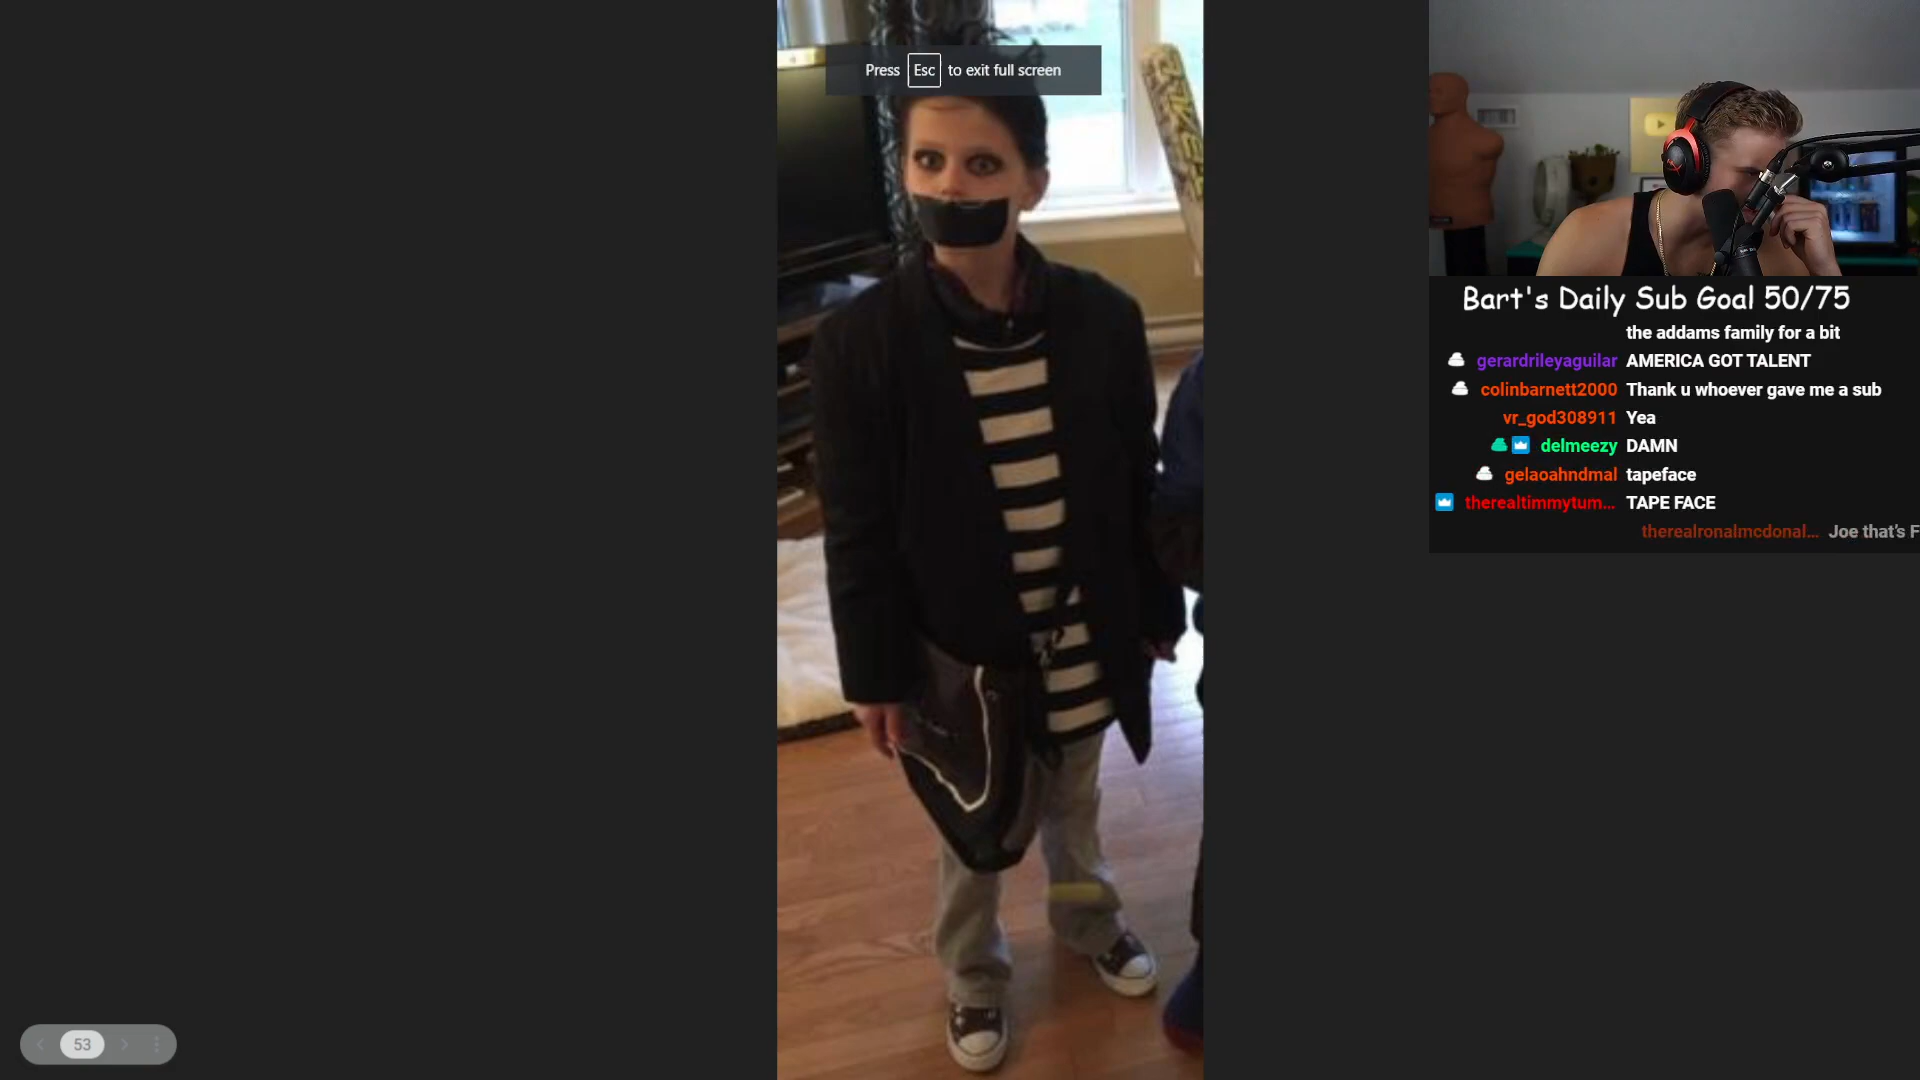 Press Esc to exit full screen
Bart's Daily Sub Goal 50/75
the addams family for a bit
gerardrileyaguilar AMERICA GOT TALENT
colinbarnett2000 Thank u whoever gave me a sub
vr_god308911 Yea
delmeezy DAMN
gelaoahndmal tapeface
therealtimmytum... TAPE FACE
therealronalmcdonal... Joe that's F
53